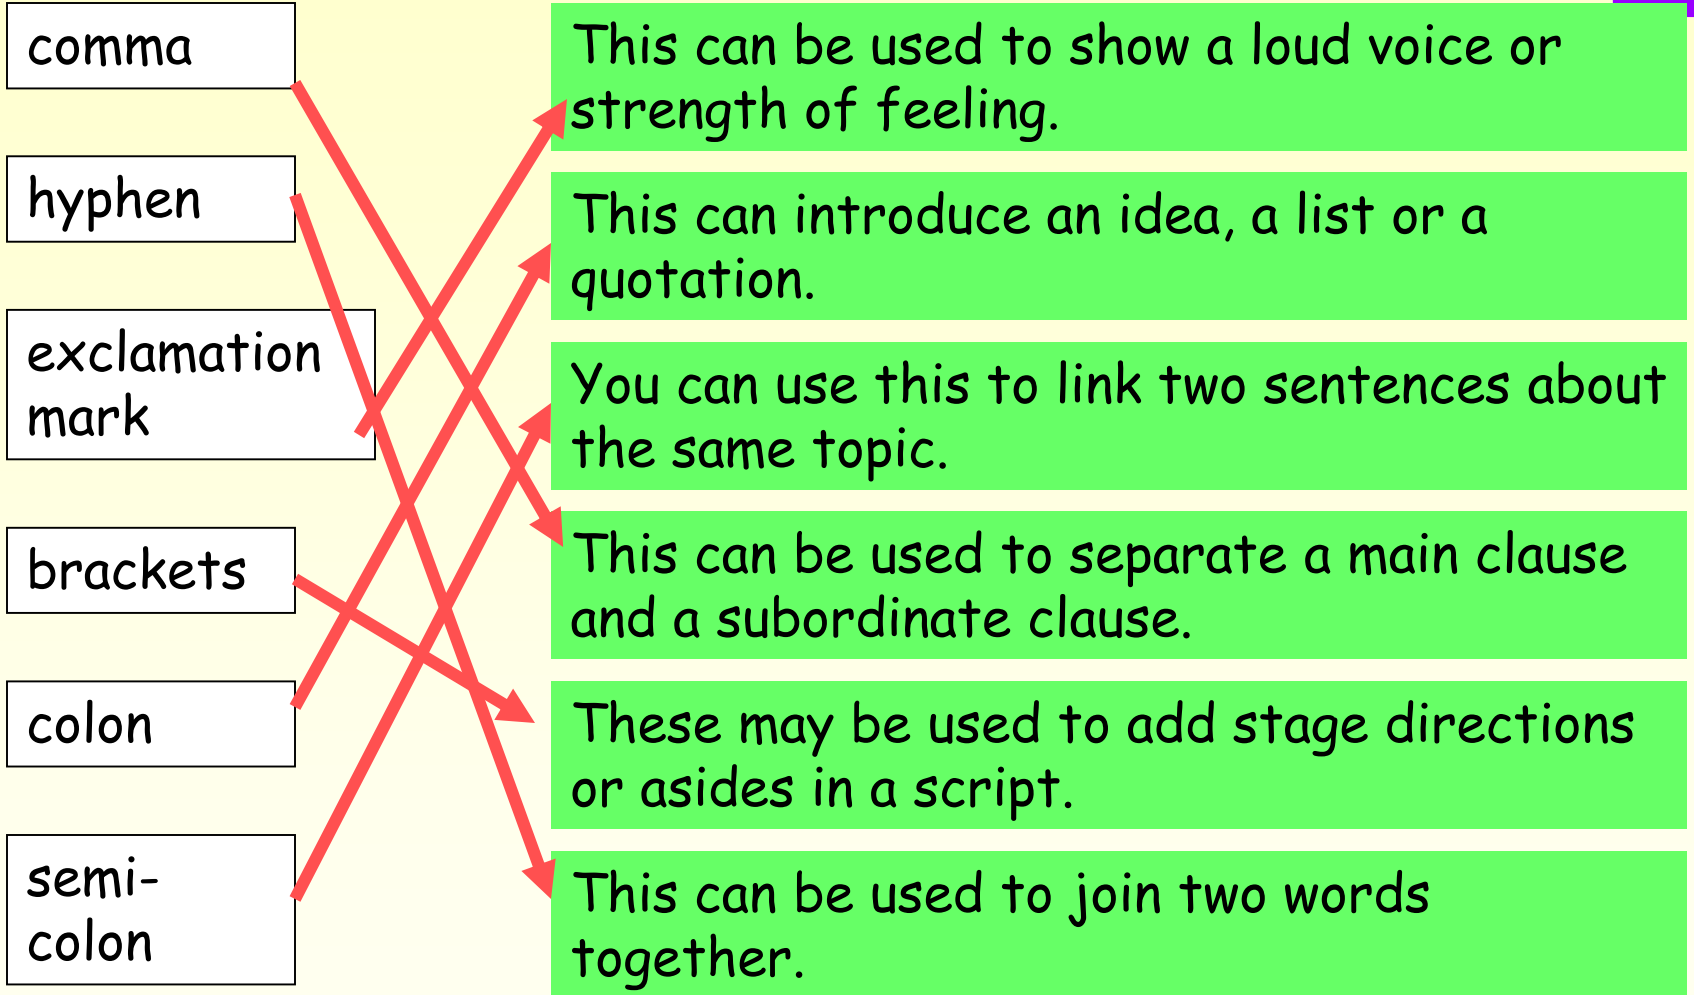 comma
hyphen
exclamation
mark
brackets
colon
semi-
colon
This can be used to show a loud voice or
strength of feeling.
This can introduce an idea, a list or a
quotation.
You can use this to link two sentences about
the same topic.
This can be used to separate a main clause
and a subordinate clause.
These may be used to add stage directions
or asides in a script.
This can be used to join two words
together.